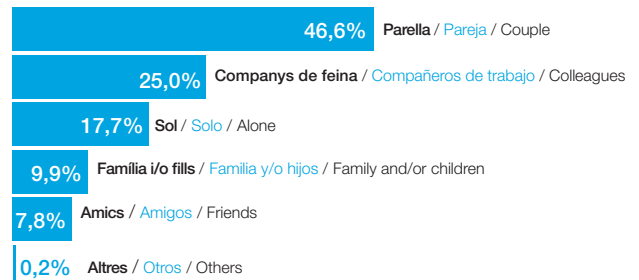 46,6% Parella / Pareja / Couple
25,0% Companys de feina / Compañeros de trabajo / Colleagues
17,7% Sol / Solo / Alone
9,9% Família i/o fills / Familia y/o hijos / Family and/or children
7,8% Amics / Amigos / Friends
0,2% Altres / Otros / Others